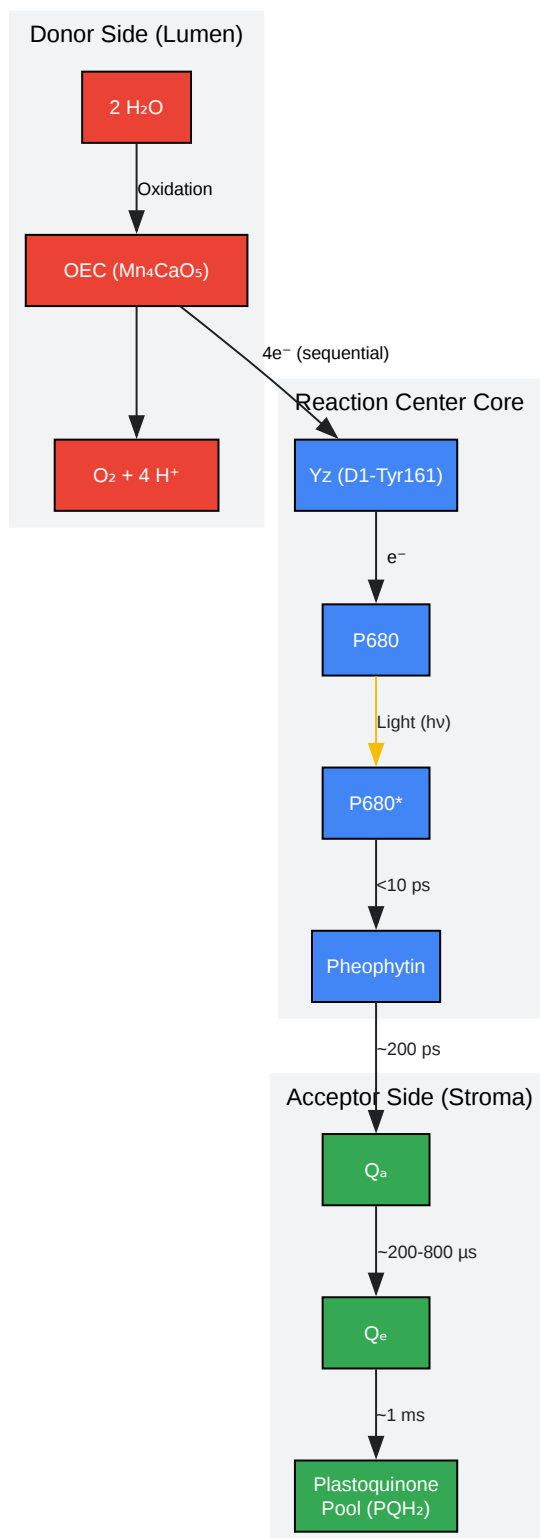 Donor Side (Lumen)
2 H₂O
Oxidation
OEC (Mn₄CaO₅)
4e⁻ (sequential)
Reaction Center Core
O₂ + 4 H⁺
Yz (D1-Tyr161)
e⁻
P680
Light (hν)
P680*
<10 ps
Pheophytin
~200 ps
Acceptor Side (Stroma)
Qₐ
~200-800 µs
Qₑ
~1 ms
Plastoquinone
Pool (PQH₂)